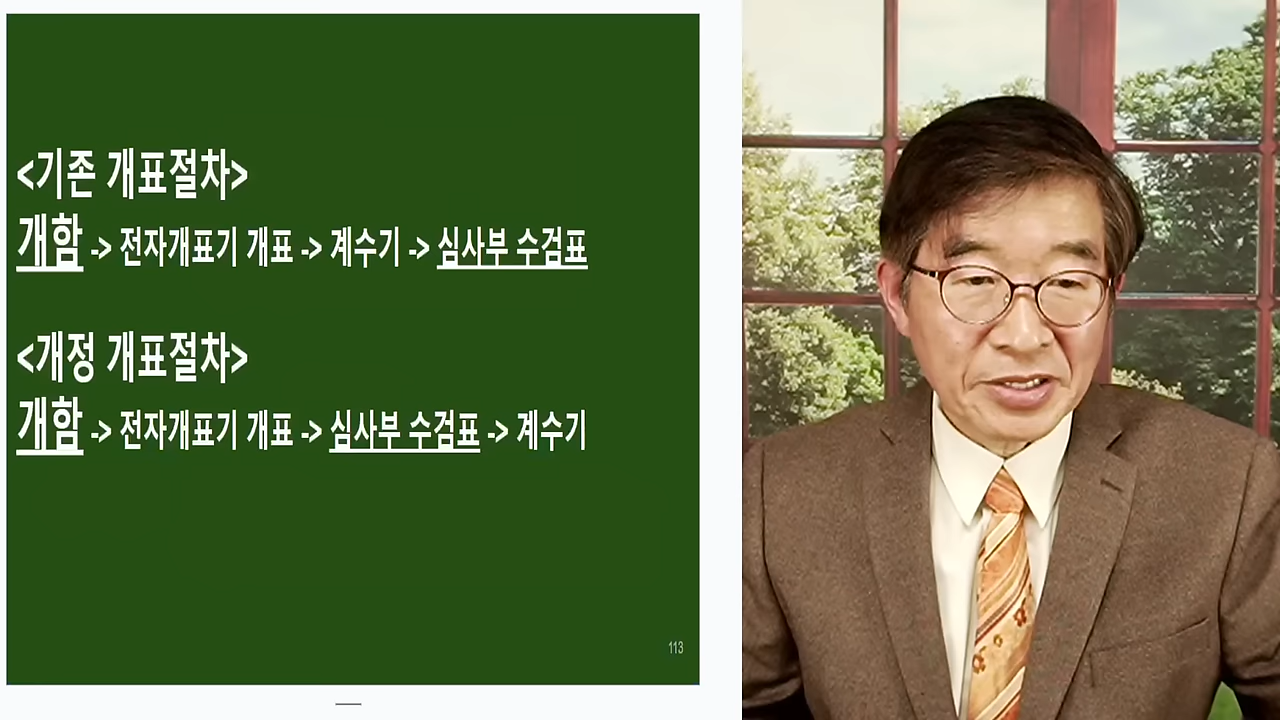 <기존 개표절차>
개함 -> 전자개표기 개표 -> 계수기 -> 심사부 수검표
<개정 개표절차>
개함 -> 전자개표기 개표 -> 심사부 수검표 -> 계수기
113